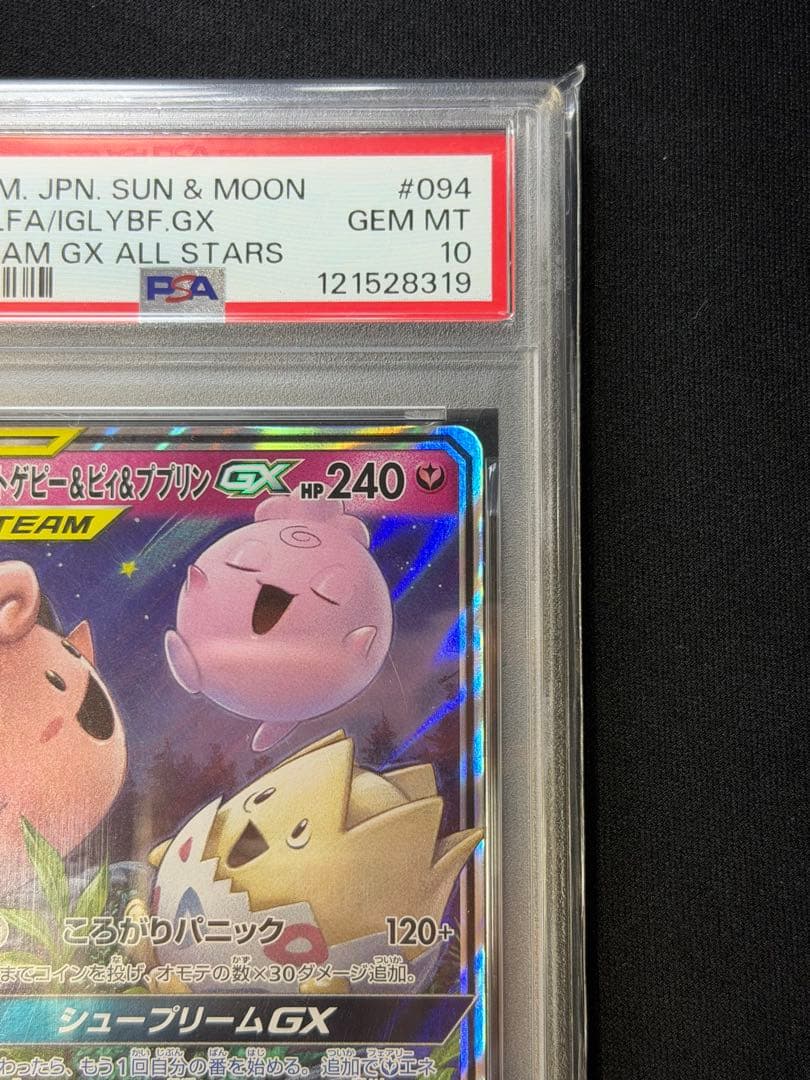 M. JPN. SUN & MOON #094
LFA/IGLYBF.GX GEM MT
AM GX ALL STARS 10
PSA 121528319
トゲピー&ピィ&ププリンGX HP240
TEAM
ころがりパニック 120+
までコインを投げ、オモテの数×30ダメージ追加。
シュープリームGX
わったら、もう1回自分の番を始める。追加でエネ